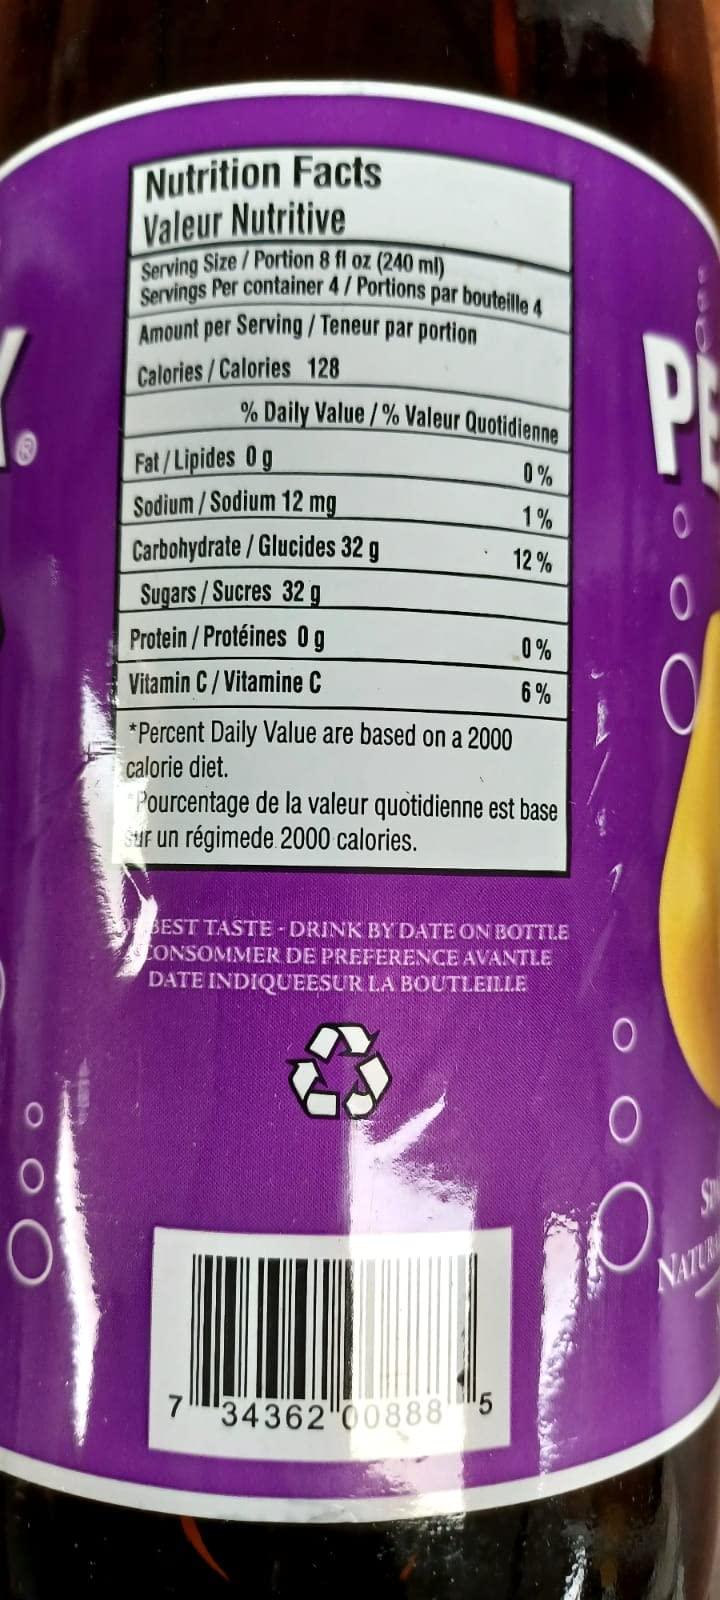 Nutrition Facts
Valeur Nutritive
Serving Size / Portion 8 fl oz (240 ml)
Servings Per container 4 / Portions par bouteille 4
Amount per Serving / Teneur par portion
Calories / Calories 128
% Daily Value / % Valeur Quotidienne
Fat / Lipides 0 g 0 %
Sodium / Sodium 12 mg 1 %
Carbohydrate / Glucides 32 g 12 %
Sugars / Sucres 32 g
Protein / Protéines 0 g 0 %
Vitamin C / Vitamine C 6 %
*Percent Daily Value are based on a 2000
calorie diet.
*Pourcentage de la valeur quotidienne est base
sur un régimede 2000 calories.
BEST TASTE - DRINK BY DATE ON BOTTLE
CONSOMMER DE PREFERENCE AVANTLE
DATE INDIQUEESUR LA BOUTLEILLE
7 34362 00888 5
®
PE